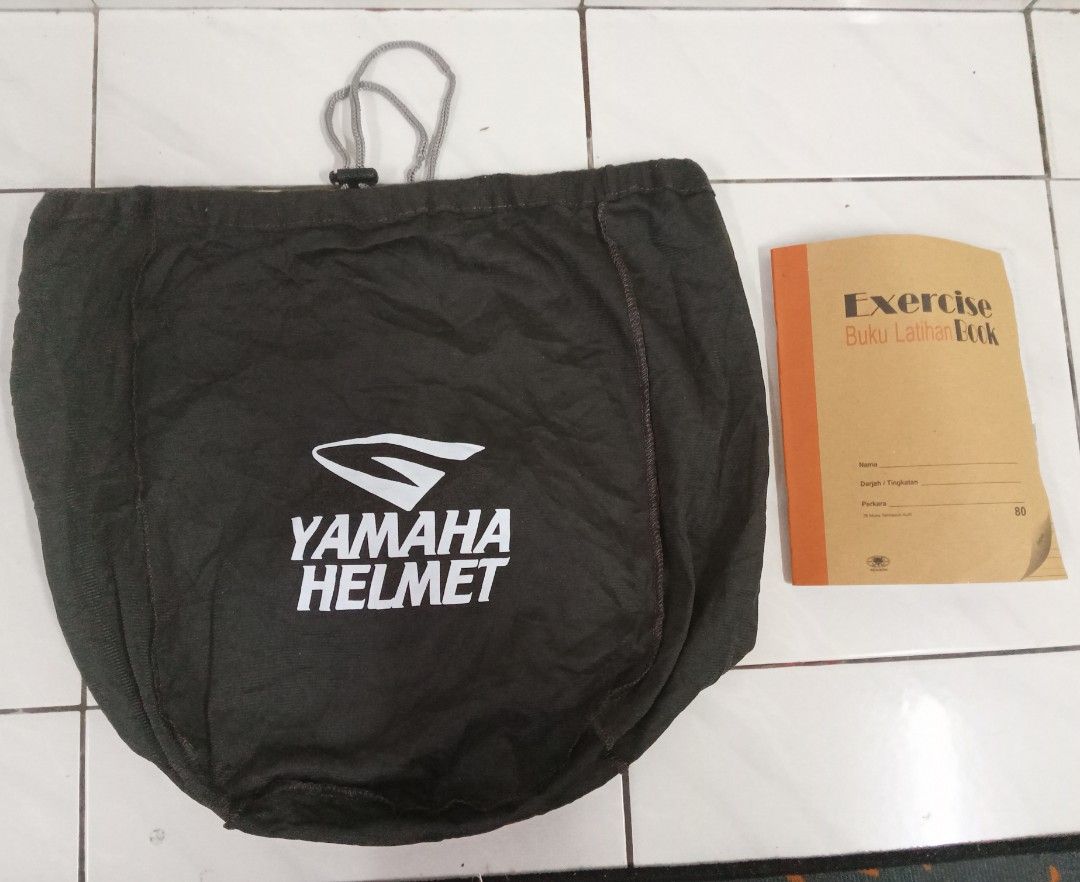 YAMAHA
HELMET
Exercise
Buku Latihan Book
Nama
Darjah / Tingkatan
Perkara
80